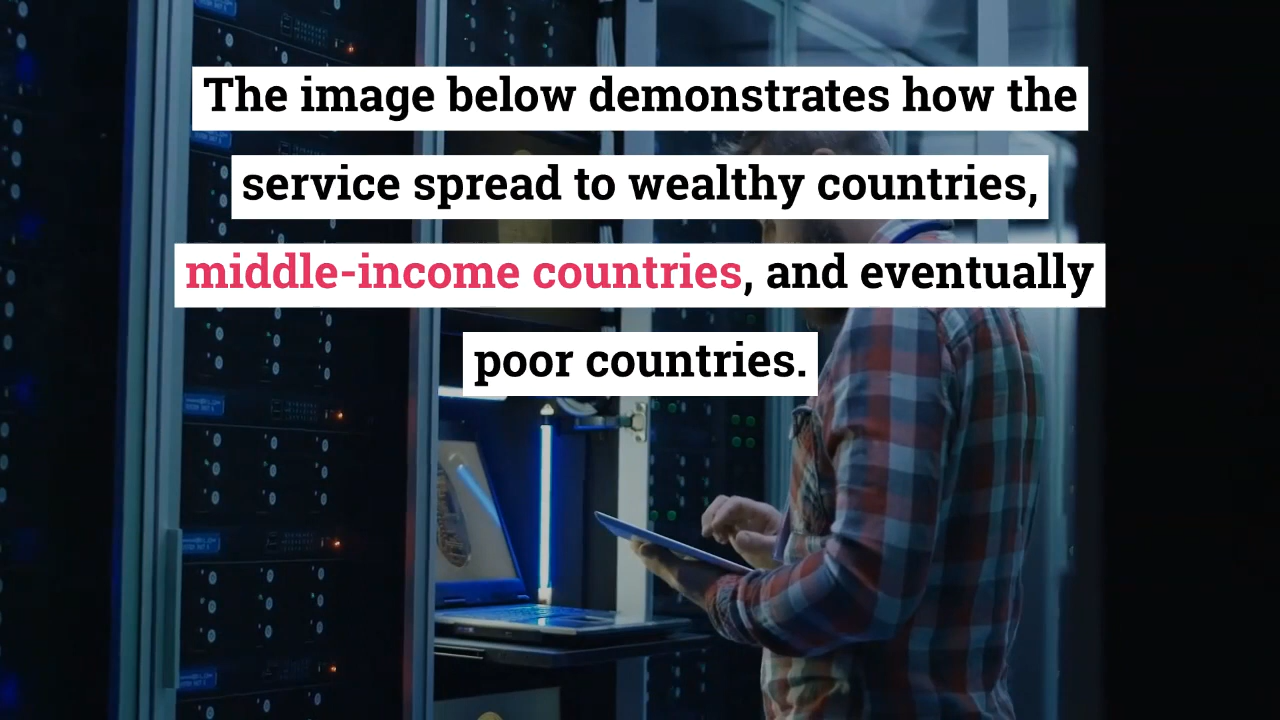 The image below demonstrates how the
service spread to wealthy countries,
middle-income countries, and eventually
poor countries.